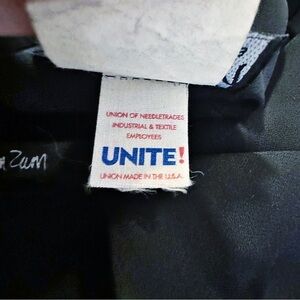 UNION OF NEEDLETRADES
INDUSTRIAL & TEXTILE
EMPLOYEES
UNITE!
UNION MADE IN THE U.S.A.